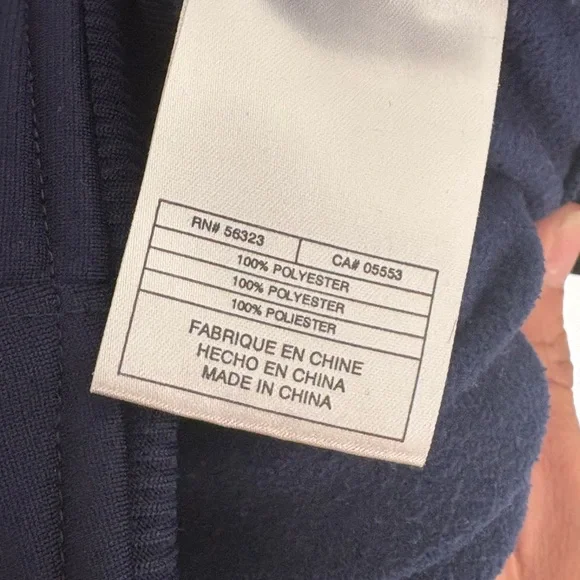 RN# 56323 CA# 05553
100% POLYESTER
100% POLYESTER
100% POLIESTER
FABRIQUE EN CHINE
HECHO EN CHINA
MADE IN CHINA